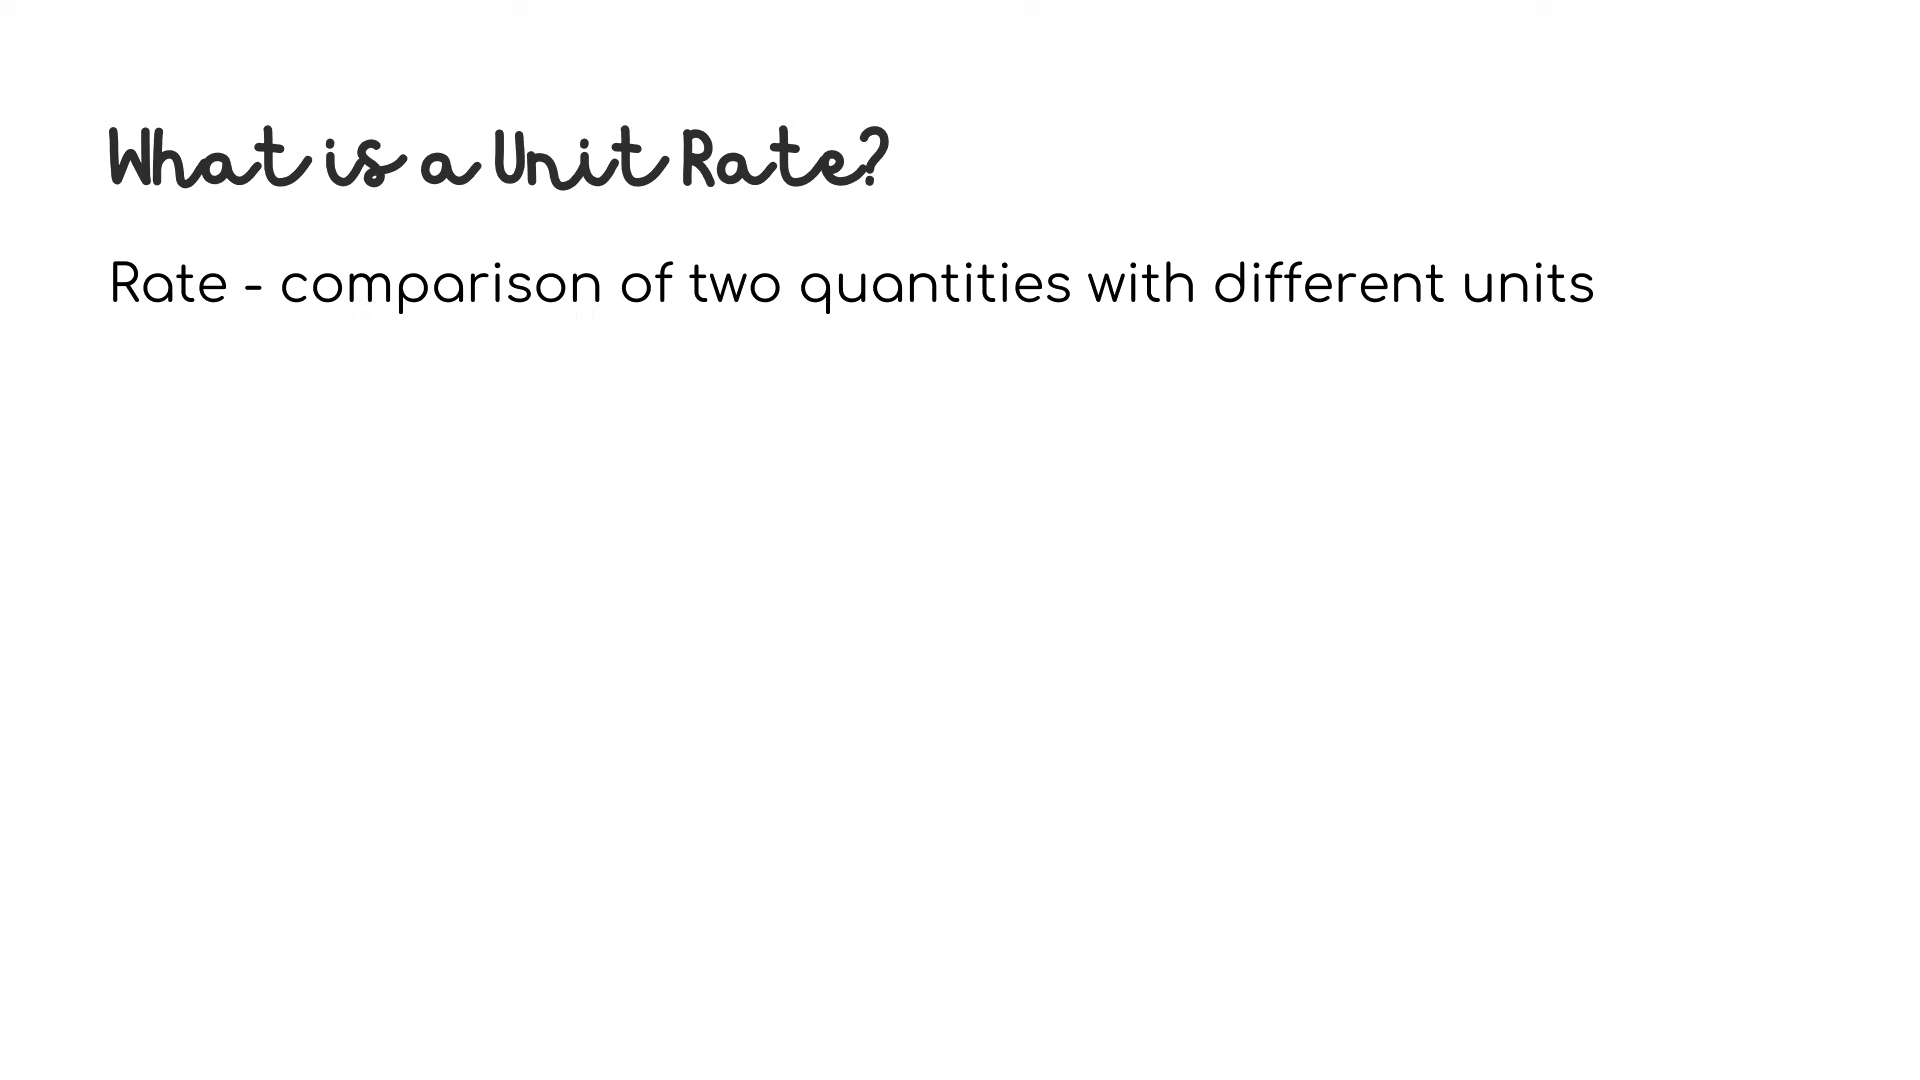 What is a Unit Rate?
Rate - comparison of two quantities with different units